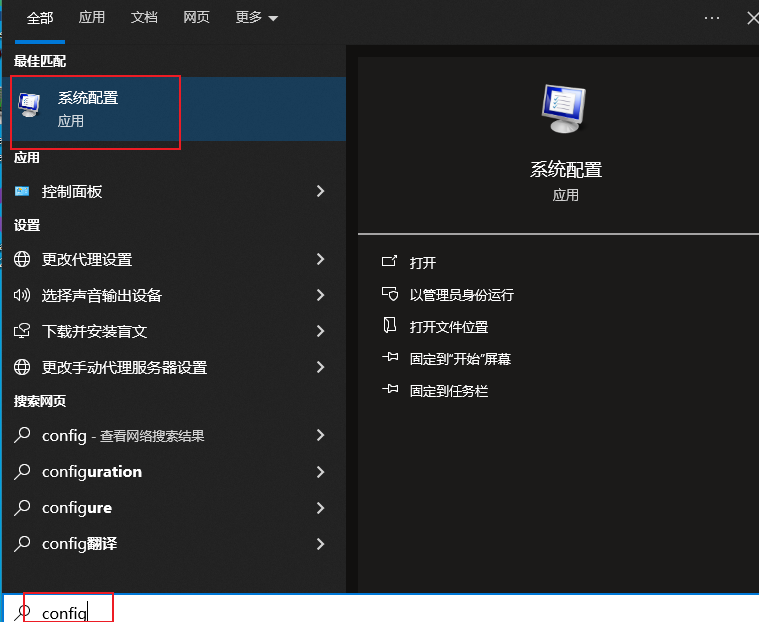 全部 应用 文档 网页 更多
最佳匹配
系统配置
应用
应用
控制面板
设置
更改代理设置
选择声音输出设备
下载并安装盲文
更改手动代理服务器设置
搜索网页
config - 查看网络搜索结果
configuration
configure
config翻译
config
系统配置
应用
打开
以管理员身份运行
打开文件位置
固定到"开始"屏幕
固定到任务栏